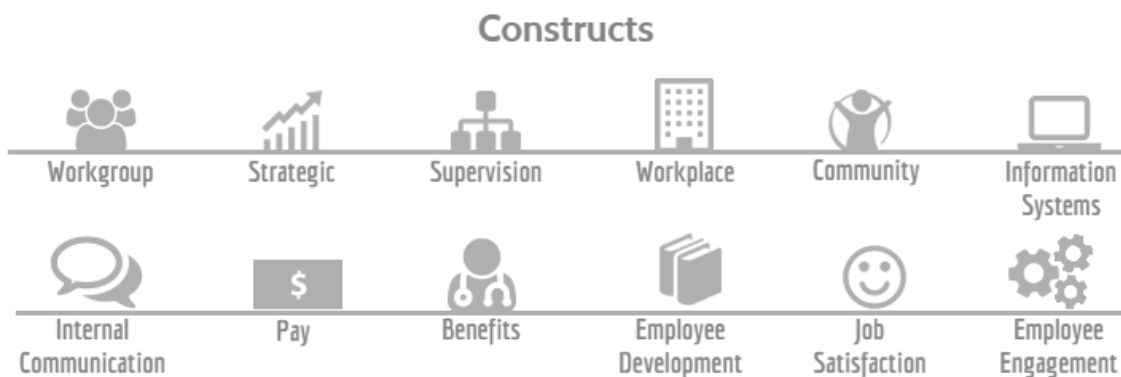 Constructs
Workgroup
Strategic
Supervision
Workplace
Community
Information
Systems
$
Internal
Communication
Pay
Benefits
Employee
Development
Job
Satisfaction
Employee
Engagement